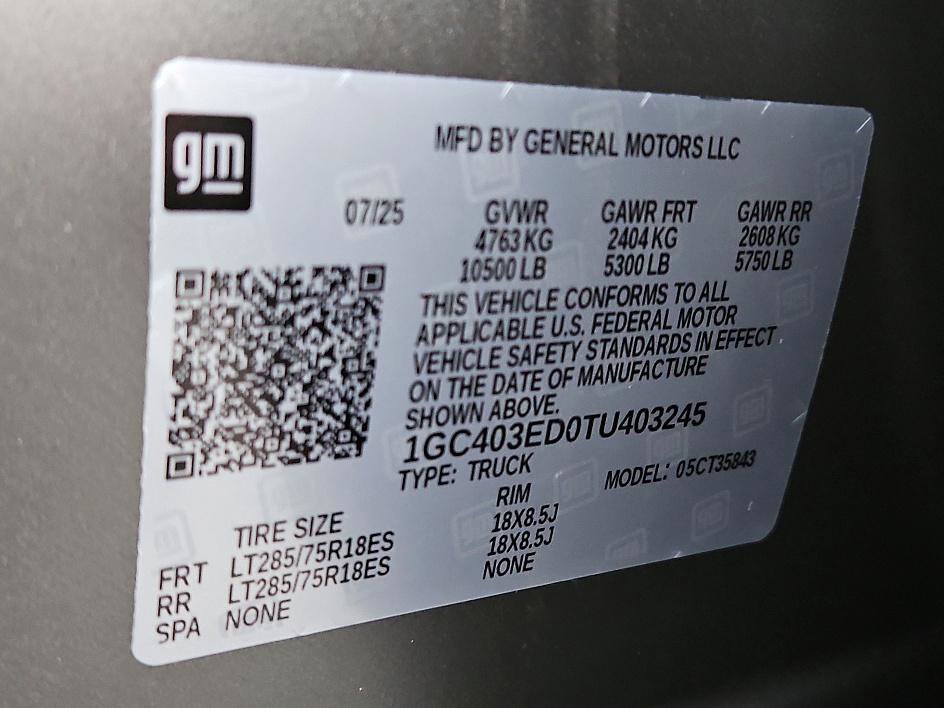 gm
MFD BY GENERAL MOTORS LLC
07/25 GVWR GAWR FRT GAWR RR
4763 KG 2404 KG 2608 KG
10500 LB 5300 LB 5750 LB
THIS VEHICLE CONFORMS TO ALL
APPLICABLE U.S. FEDERAL MOTOR
VEHICLE SAFETY STANDARDS IN EFFECT
ON THE DATE OF MANUFACTURE
SHOWN ABOVE.
1GC403ED0TU403245
TYPE: TRUCK MODEL: 05CT35843
TIRE SIZE RIM
FRT LT285/75R18ES 18X8.5J
RR LT285/75R18ES 18X8.5J
SPA NONE NONE